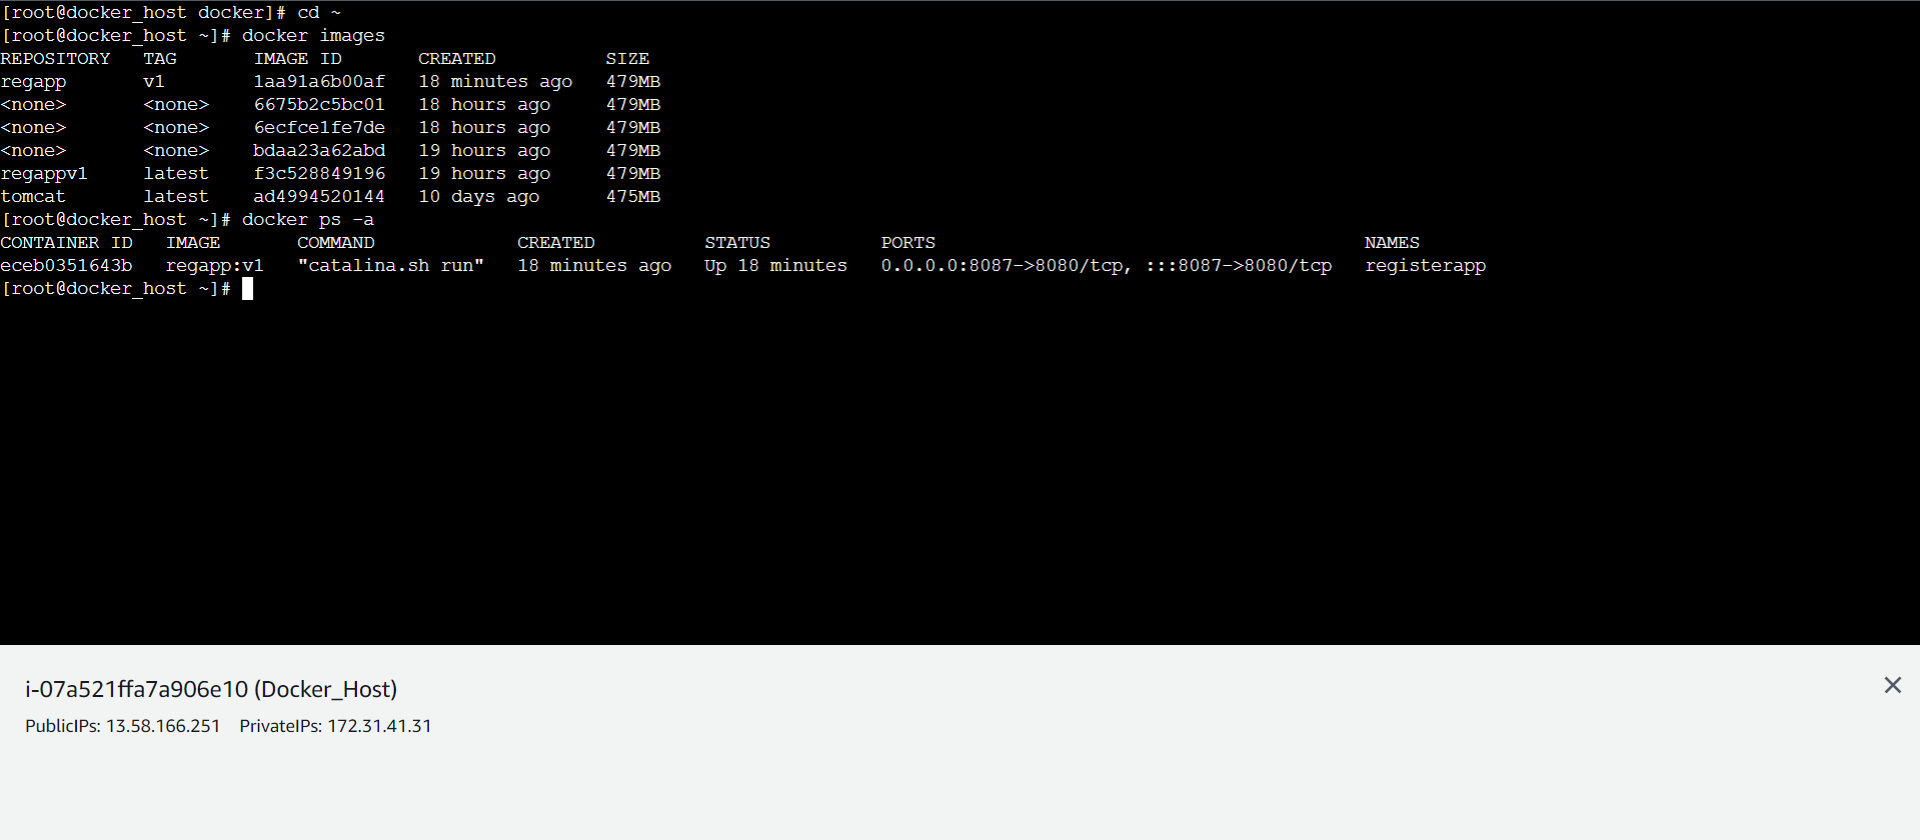 [root@docker_host docker]# cd ~
[root@docker_host ~]# docker images
REPOSITORY   TAG       IMAGE ID       CREATED          SIZE
regapp       v1        1aa91a6b00af   18 minutes ago   479MB
<none>       <none>    6675b2c5bc01   18 hours ago     479MB
<none>       <none>    6ecfce1fe7de   18 hours ago     479MB
<none>       <none>    bdaa23a62abd   19 hours ago     479MB
regappv1     latest    f3c528849196   19 hours ago     479MB
tomcat       latest    ad4994520144   10 days ago      475MB
[root@docker_host ~]# docker ps -a
CONTAINER ID   IMAGE       COMMAND             CREATED          STATUS          PORTS                                       NAMES
eceb0351643b   regapp:v1   "catalina.sh run"   18 minutes ago   Up 18 minutes   0.0.0.0:8087->8080/tcp, :::8087->8080/tcp   registerapp
[root@docker_host ~]#
i-07a521ffa7a906e10 (Docker_Host)
PublicIPs: 13.58.166.251 PrivateIPs: 172.31.41.31